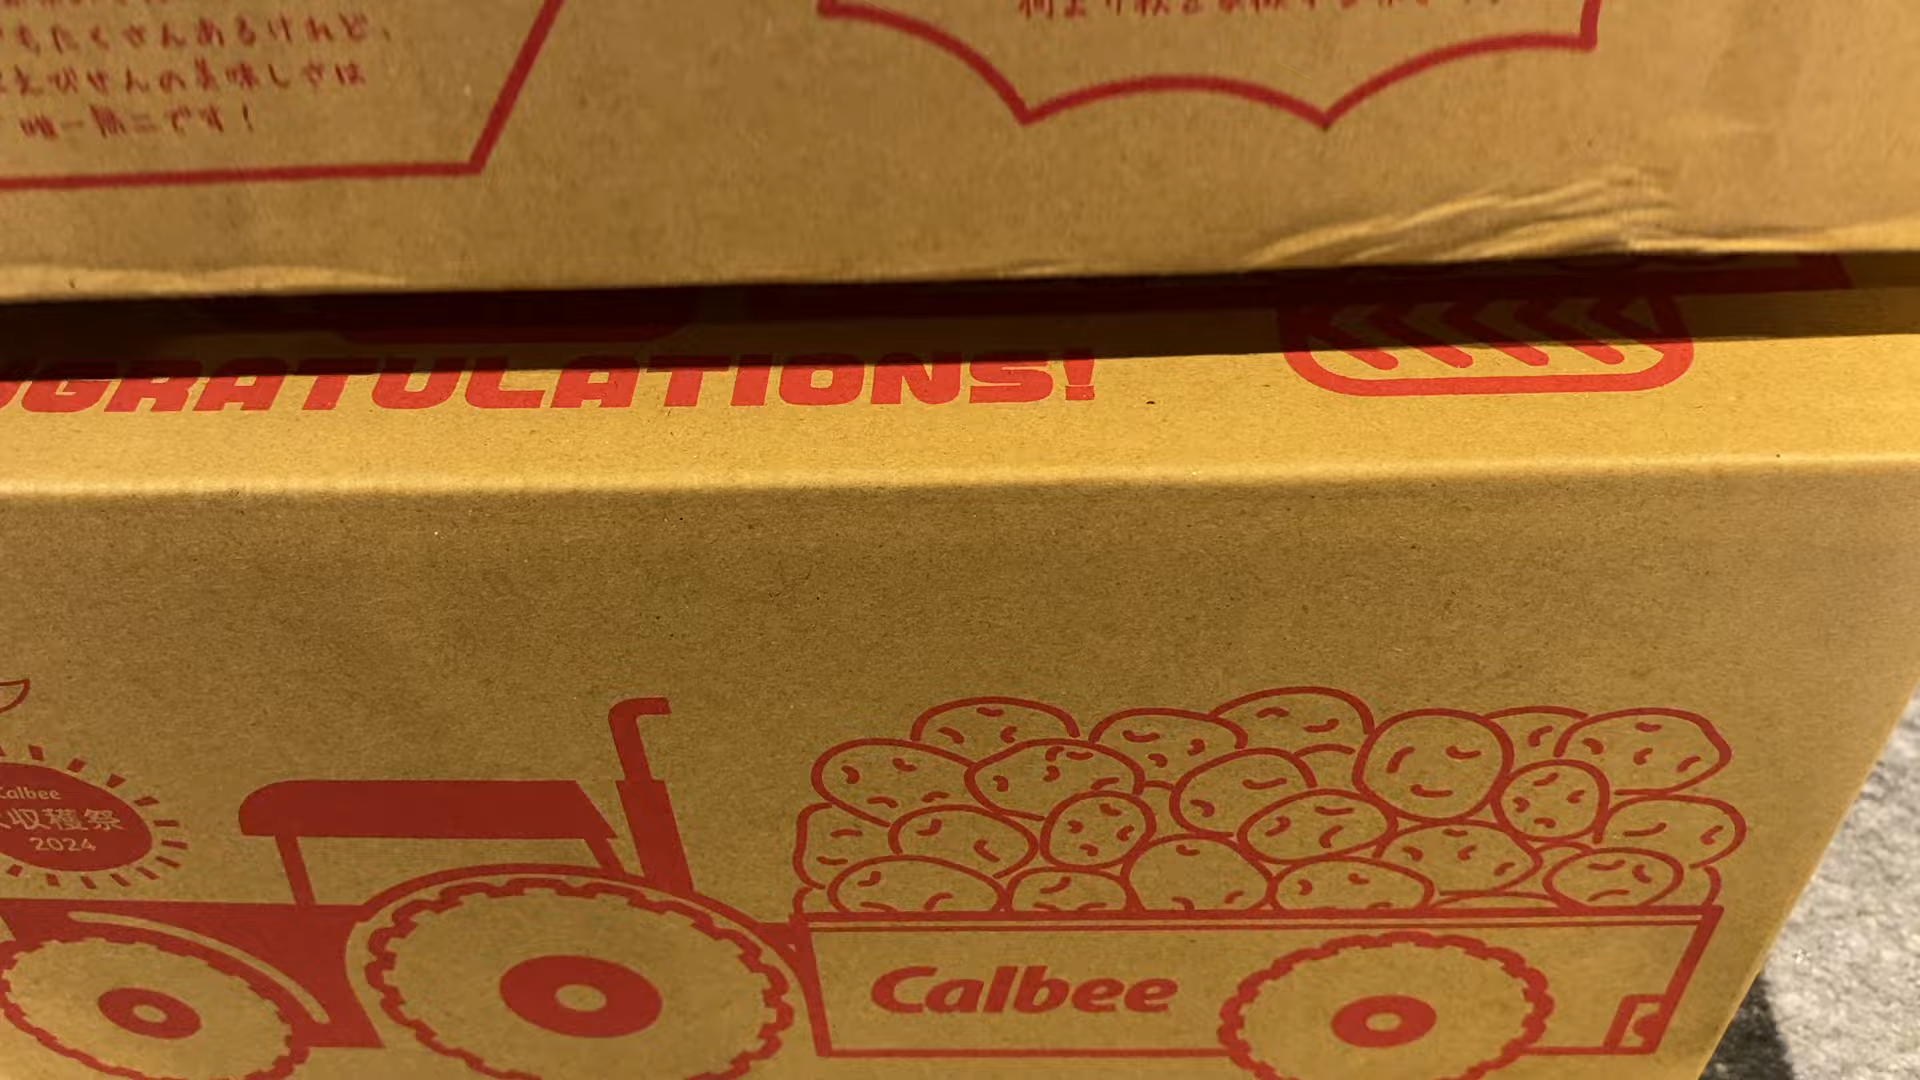 もたくさんあるけれど、
えびせんの美味しさは
唯一無二です!
GRATULATIONS!
Calbee
収穫祭
2024
Calbee